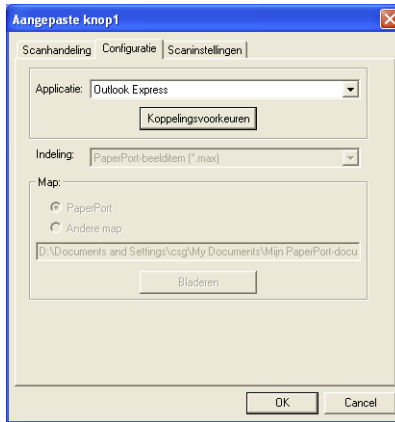 Aangepaste knop1
Scanhandeling Configuratie Scaninstellingen
Applicatie: Outlook Express
Koppelingsvoorkeuren
Indeling: PaperPort-beelditem (*.max)
Map:
PaperPort
Andere map
D:\Documents and Settings\csg\My Documents\Mijn PaperPort-docu
Bladeren
OK Cancel